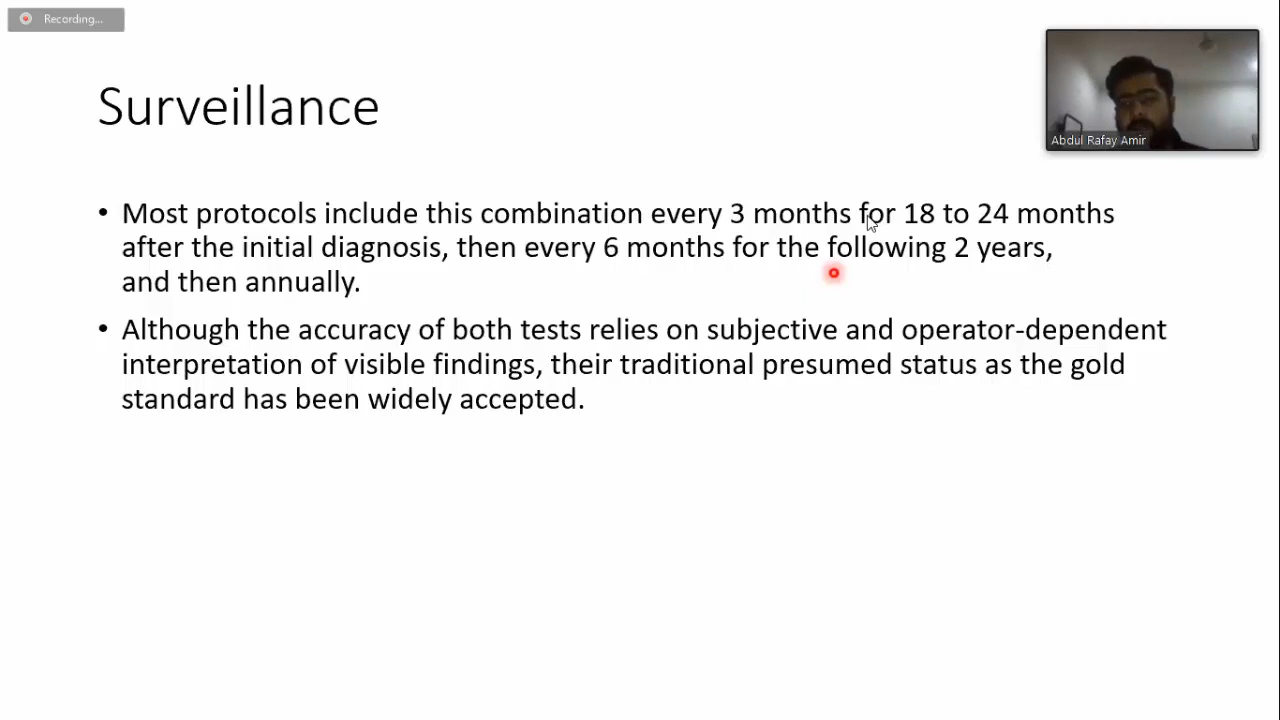 Recording...
Abdul Rafay Amir
Surveillance
• Most protocols include this combination every 3 months for 18 to 24 months
after the initial diagnosis, then every 6 months for the following 2 years,
and then annually.
• Although the accuracy of both tests relies on subjective and operator-dependent
interpretation of visible findings, their traditional presumed status as the gold
standard has been widely accepted.